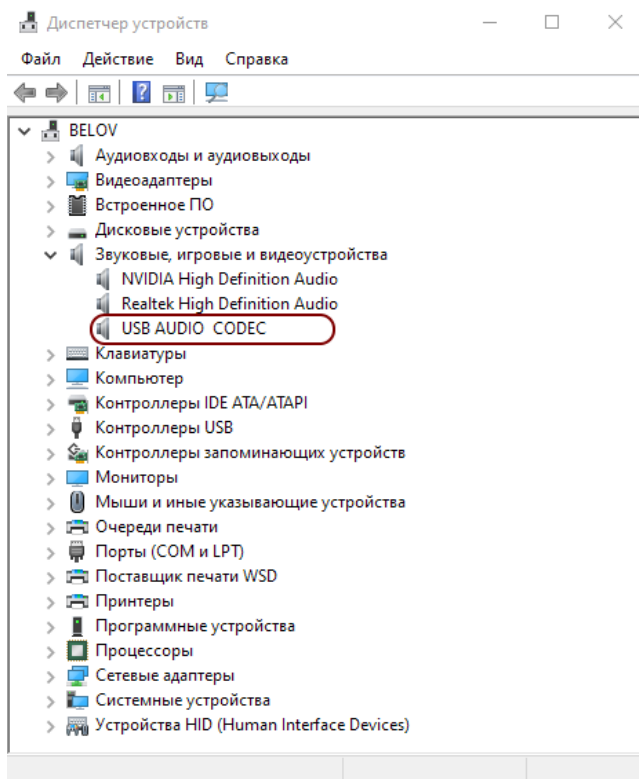 Диспетчер устройств
Файл Действие Вид Справка
BELOV
Аудиовходы и аудиовыходы
Видеоадаптеры
Встроенное ПО
Дисковые устройства
Звуковые, игровые и видеоустройства
NVIDIA High Definition Audio
Realtek High Definition Audio
USB AUDIO  CODEC
Клавиатуры
Компьютер
Контроллеры IDE ATA/ATAPI
Контроллеры USB
Контроллеры запоминающих устройств
Мониторы
Мыши и иные указывающие устройства
Очереди печати
Порты (COM и LPT)
Поставщик печати WSD
Принтеры
Программные устройства
Процессоры
Сетевые адаптеры
Системные устройства
Устройства HID (Human Interface Devices)